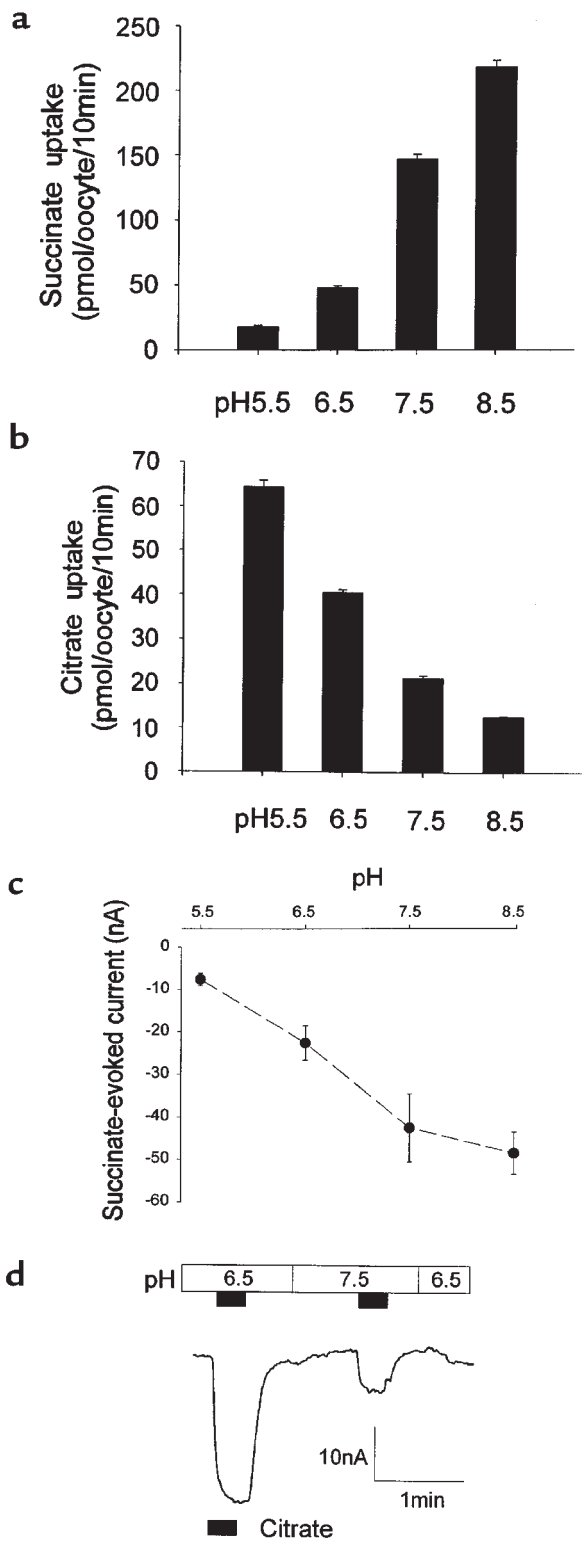 a
Succinate uptake
(pmol/oocyte/10min)
250
200
150
100
50
0
pH5.5 6.5 7.5 8.5
b
Citrate uptake
(pmol/oocyte/10min)
70
60
50
40
30
20
10
0
pH5.5 6.5 7.5 8.5
c
pH
5.5 6.5 7.5 8.5
Succinate-evoked current (nA)
0
-10
-20
-30
-40
-50
-60
d
pH 6.5 7.5 6.5
10nA
1min
Citrate